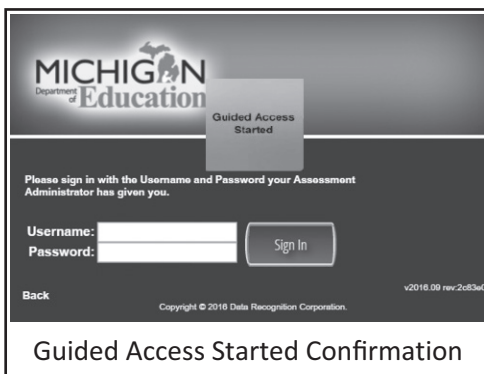 MICHIGAN
Department of Education
Guided Access
Started
Please sign in with the Username and Password your Assessment
Administrator has given you.
Username:
Password:
Sign In
Back
v2016.09 rev:2c83e0
Copyright © 2016 Data Recognition Corporation.
Guided Access Started Confirmation